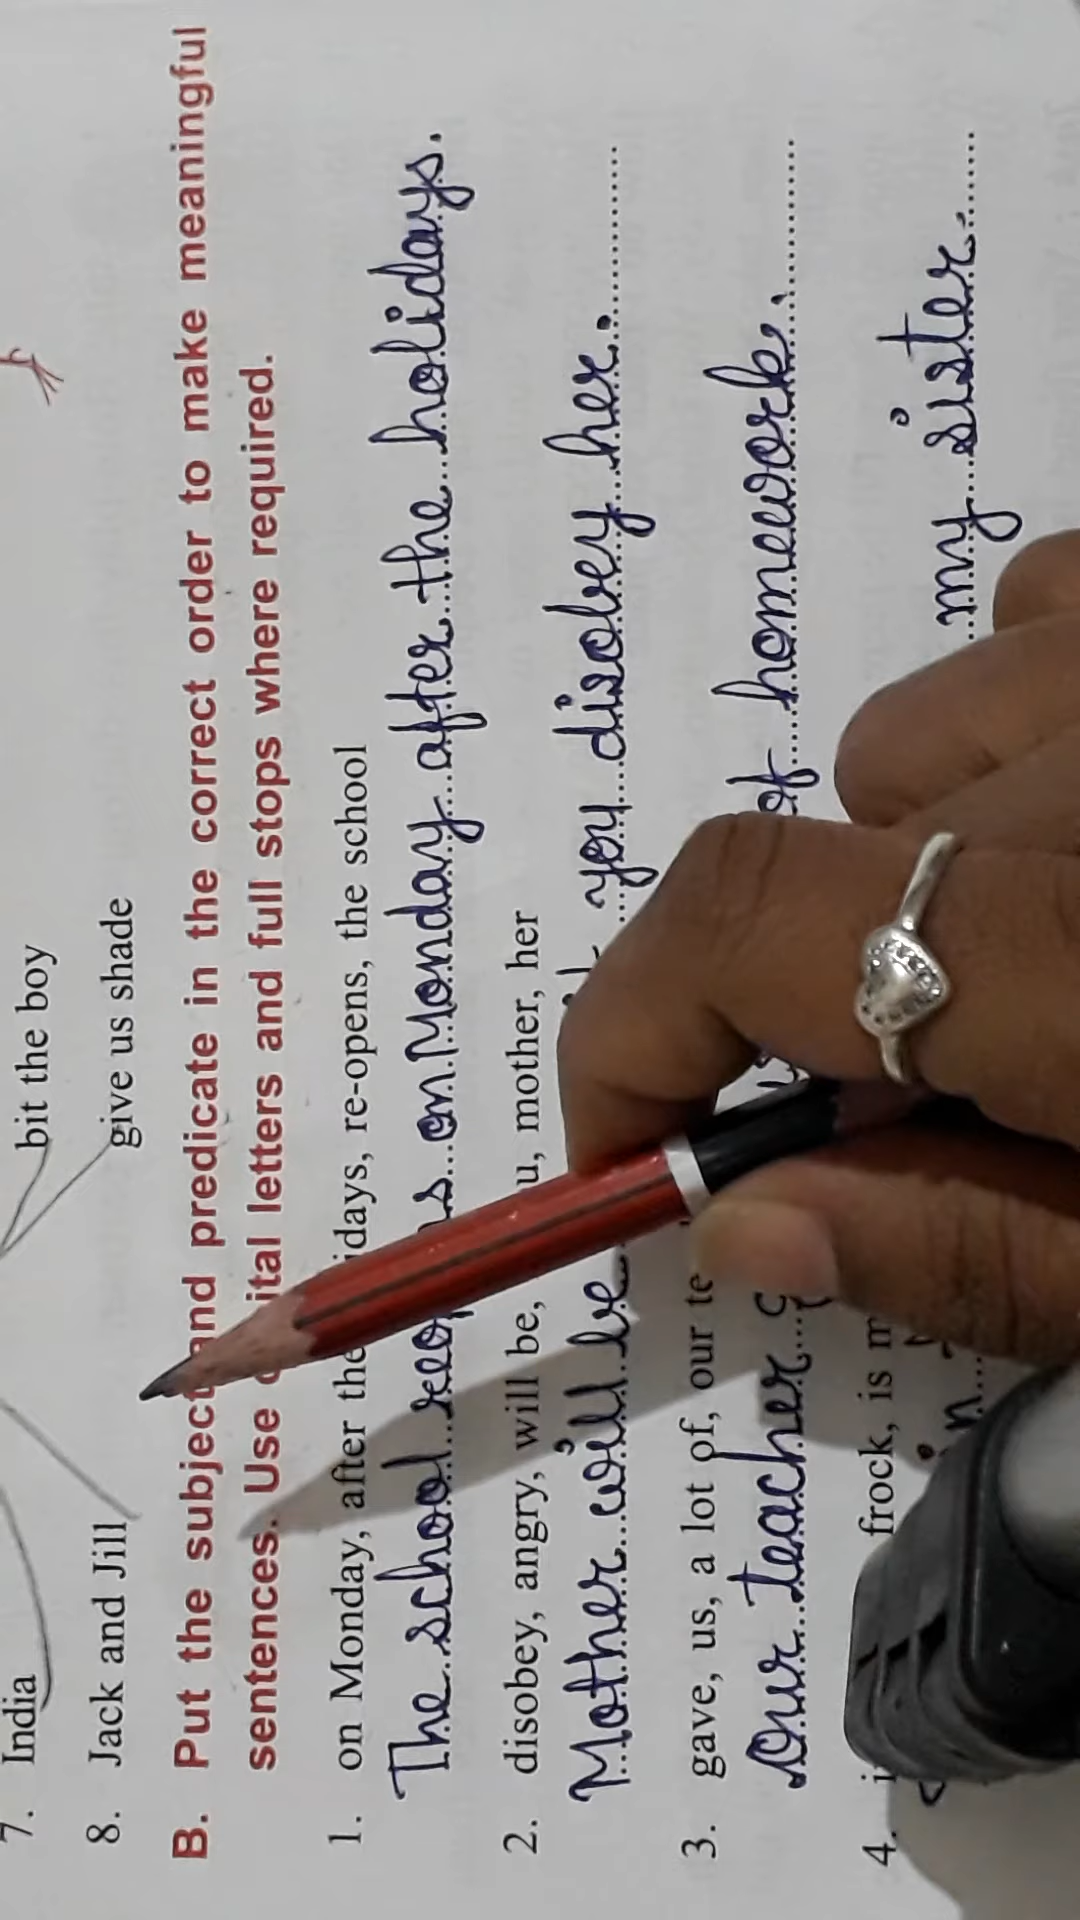 7. India
bit the boy
8. Jack and Jill
give us shade
B. Put the subject and predicate in the correct order to make meaningful
sentences. Use ital letters and full stops where required.
1. on Monday, after the idays, re-opens, the school
The school on Monday after the holidays.
2. disobey, angry, will be, u, mother, her
Mother will be you disobey her.
3. gave, us, a lot of, our te
Our teacher of homework.
4. frock, is m
my sister.